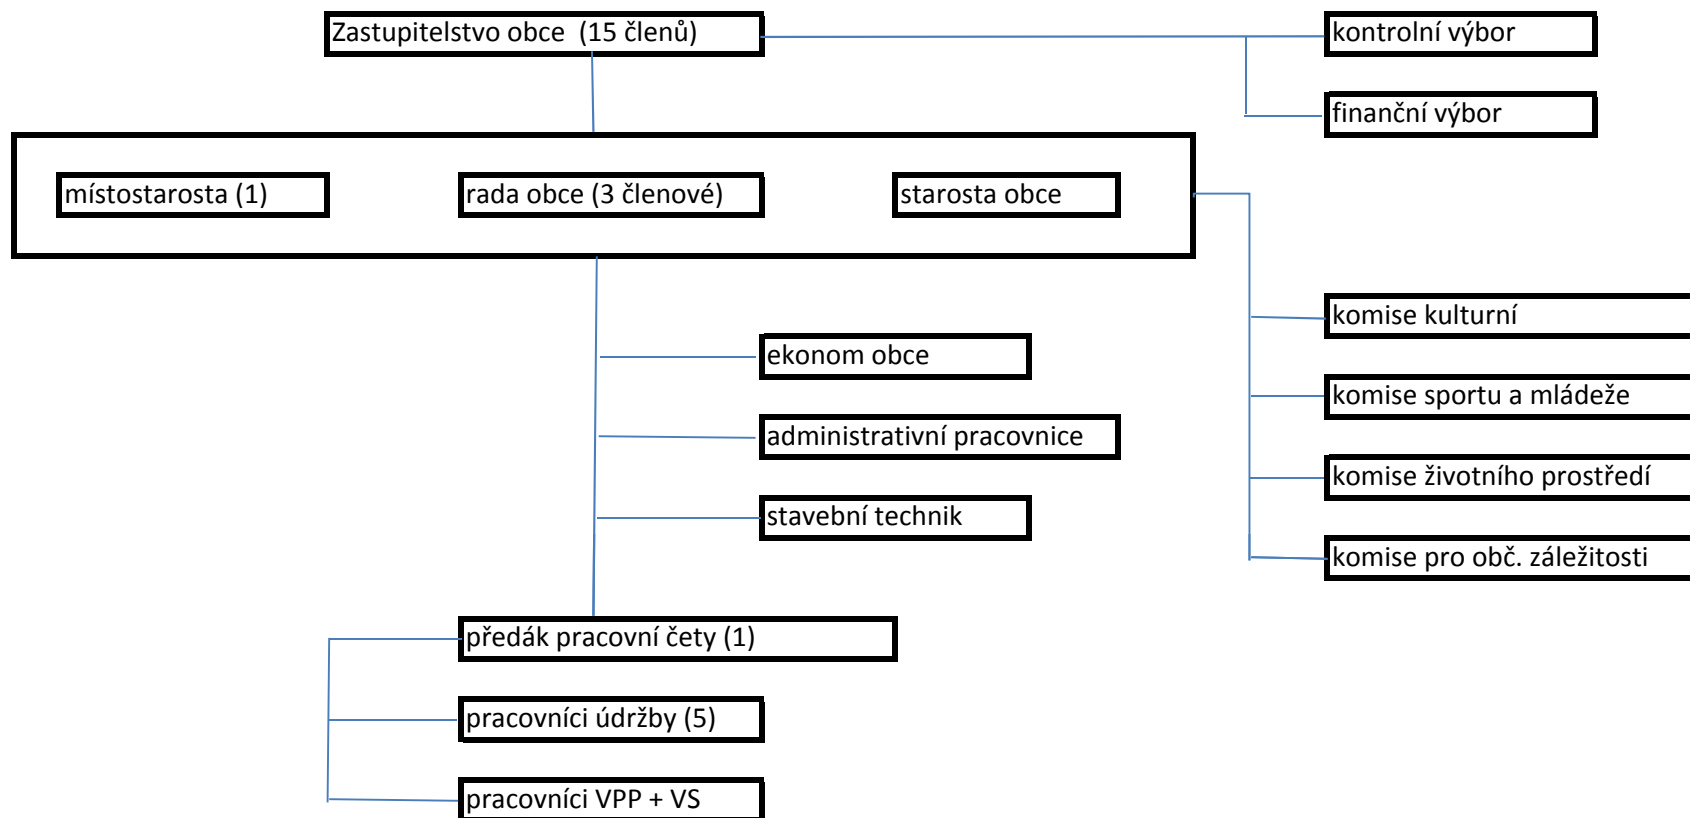 Zastupitelstvo obce  (15 členů)
kontrolní výbor
finanční výbor
místostarosta (1)
rada obce (3 členové)
starosta obce
komise kulturní
ekonom obce
komise sportu a mládeže
administrativní pracovnice
komise životního prostředí
stavební technik
komise pro obč. záležitosti
předák pracovní čety (1)
pracovníci údržby (5)
pracovníci VPP + VS